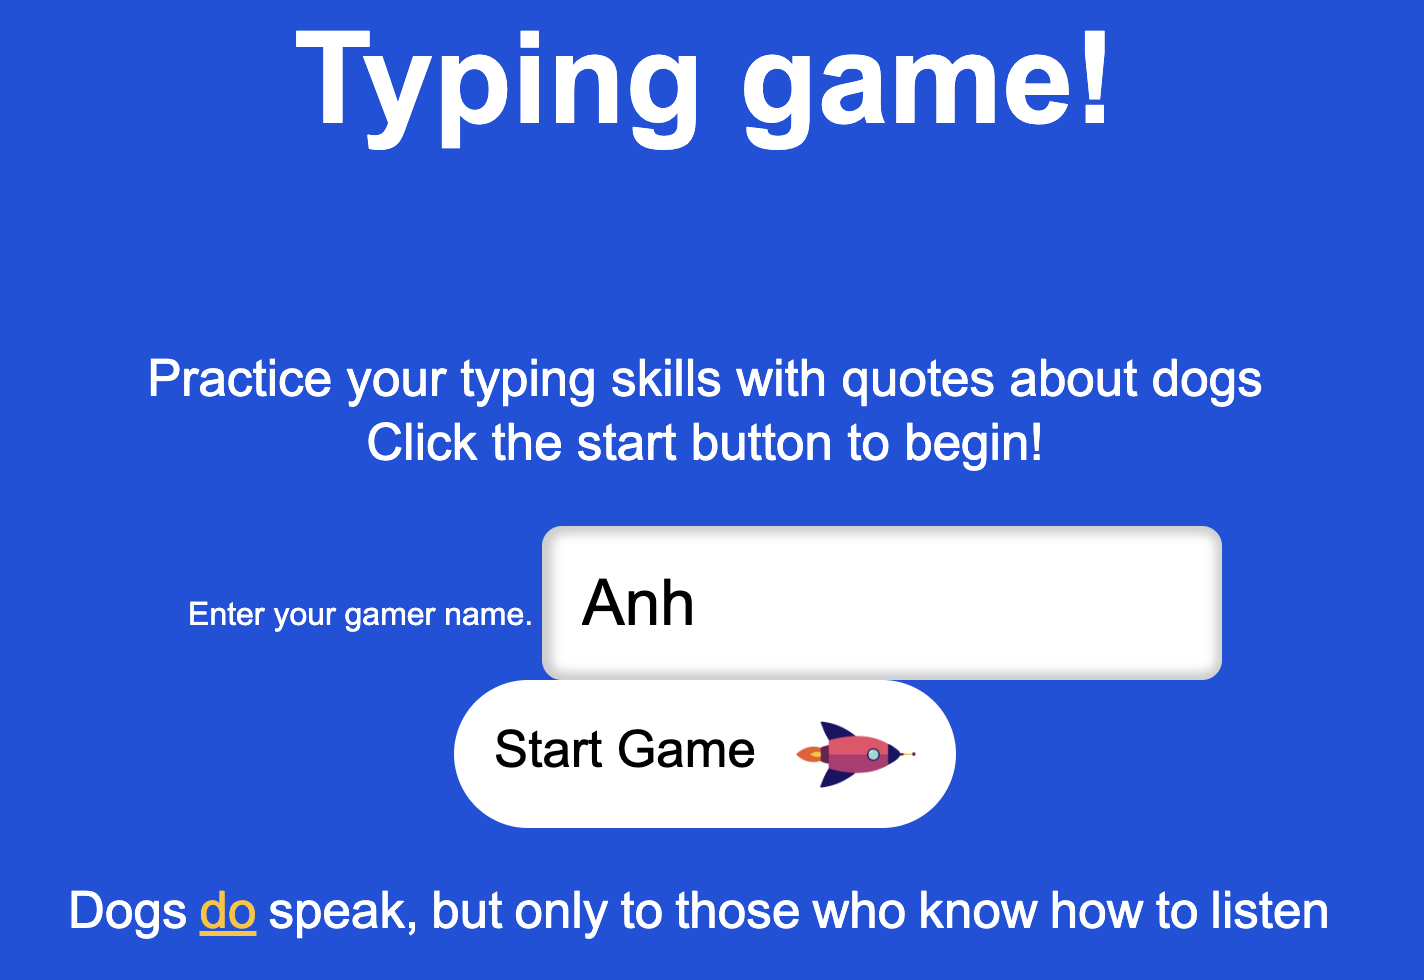 Typing game!
Practice your typing skills with quotes about dogs
Click the start button to begin!
Enter your gamer name. Anh
Start Game
Dogs do speak, but only to those who know how to listen